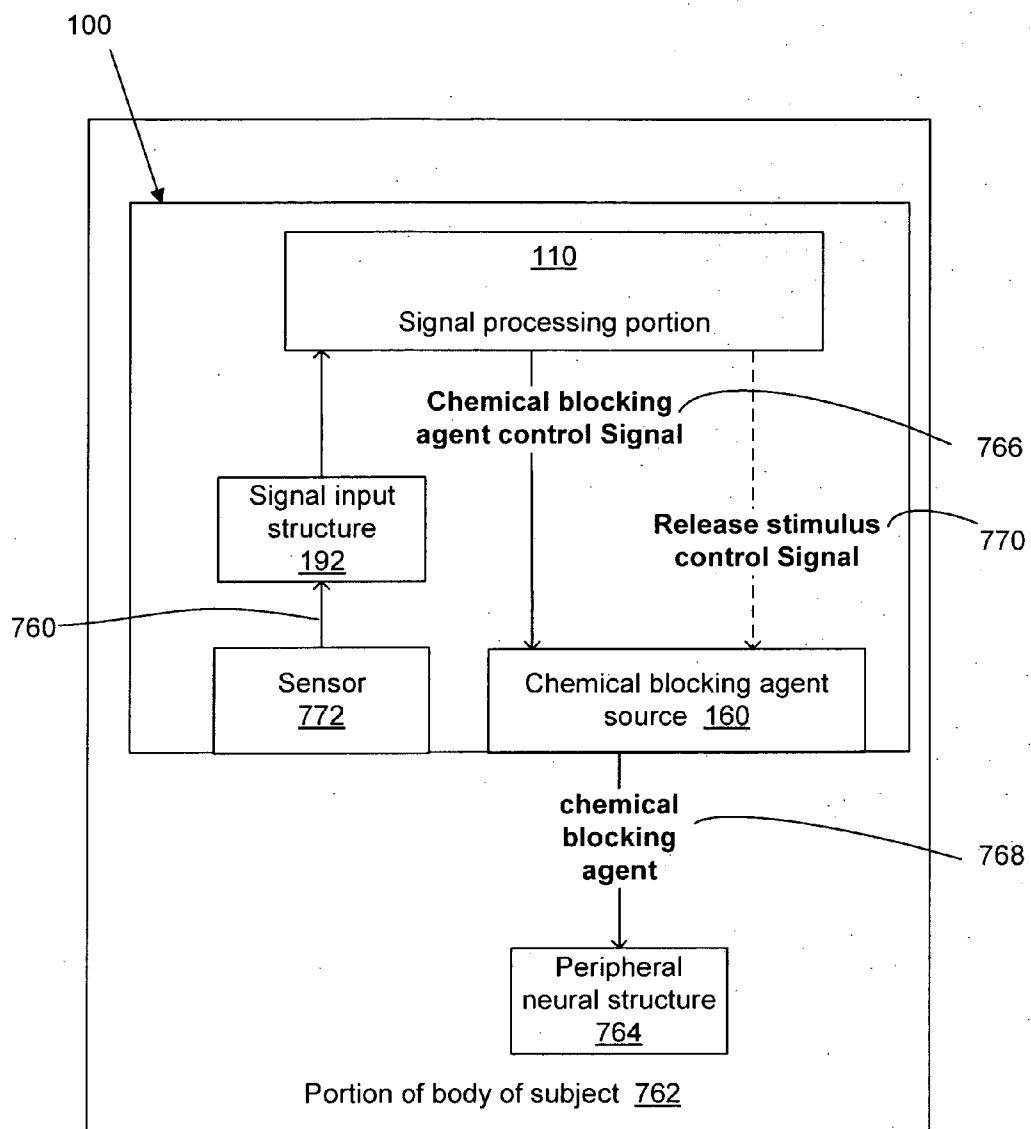 100
110
Signal processing portion
Chemical blocking
agent control Signal
766
Signal input
structure
192
Release stimulus
control Signal
770
760
Sensor
772
Chemical blocking agent
source 160
chemical
blocking
agent
768
Peripheral
neural structure
764
Portion of body of subject 762